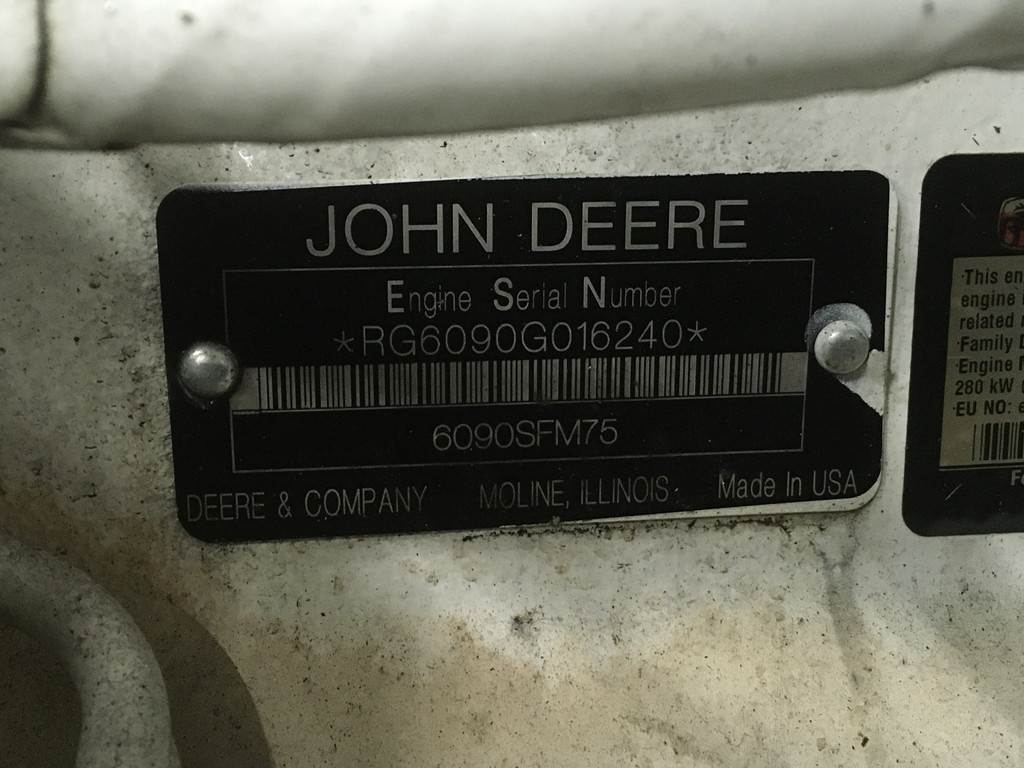 JOHN DEERE
Engine Serial Number
*RG6090G016240*
6090SFM75
DEERE & COMPANY MOLINE, ILLINOIS Made In USA
·This en
engine
related
·Family
·Engine
280 kW
·EU NO: